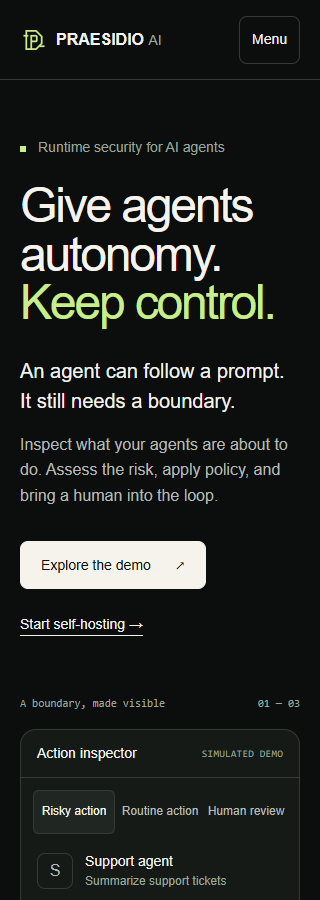 PRAESIDIO AI
Menu
Runtime security for AI agents
Give agents
autonomy.
Keep control.
An agent can follow a prompt.
It still needs a boundary.
Inspect what your agents are about to
do. Assess the risk, apply policy, and
bring a human into the loop.
Explore the demo ↗
Start self-hosting →
A boundary, made visible 01 — 03
Action inspector SIMULATED DEMO
Risky action Routine action Human review
S Support agent
Summarize support tickets